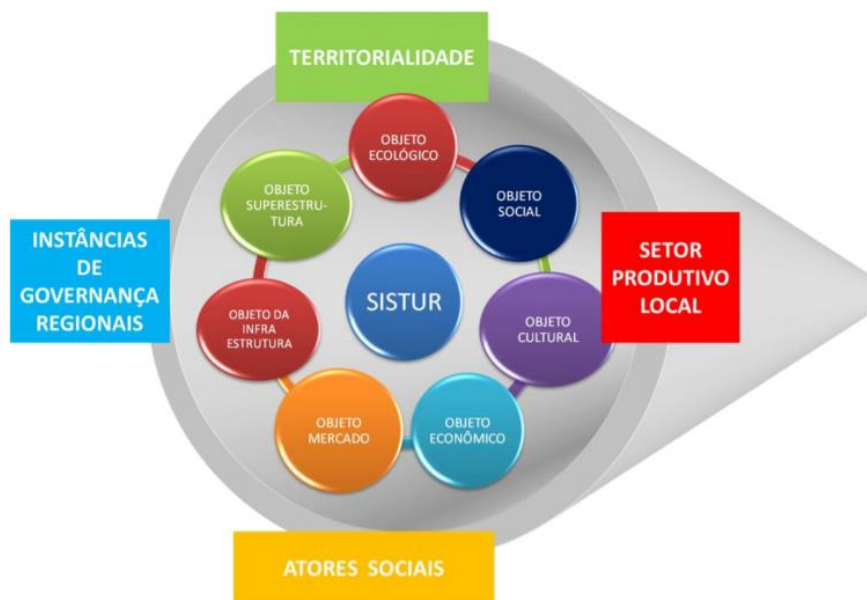 TERRITORIALIDADE
OBJETO
ECOLÓGICO
OBJETO
SUPERESTRU-
TURA
OBJETO
SOCIAL
INSTÂNCIAS
DE
GOVERNANÇA
REGIONAIS
SETOR
PRODUTIVO
LOCAL
SISTUR
OBJETO DA
INFRA
ESTRUTURA
OBJETO
CULTURAL
OBJETO
MERCADO
OBJETO
ECONÔMICO
ATORES SOCIAIS